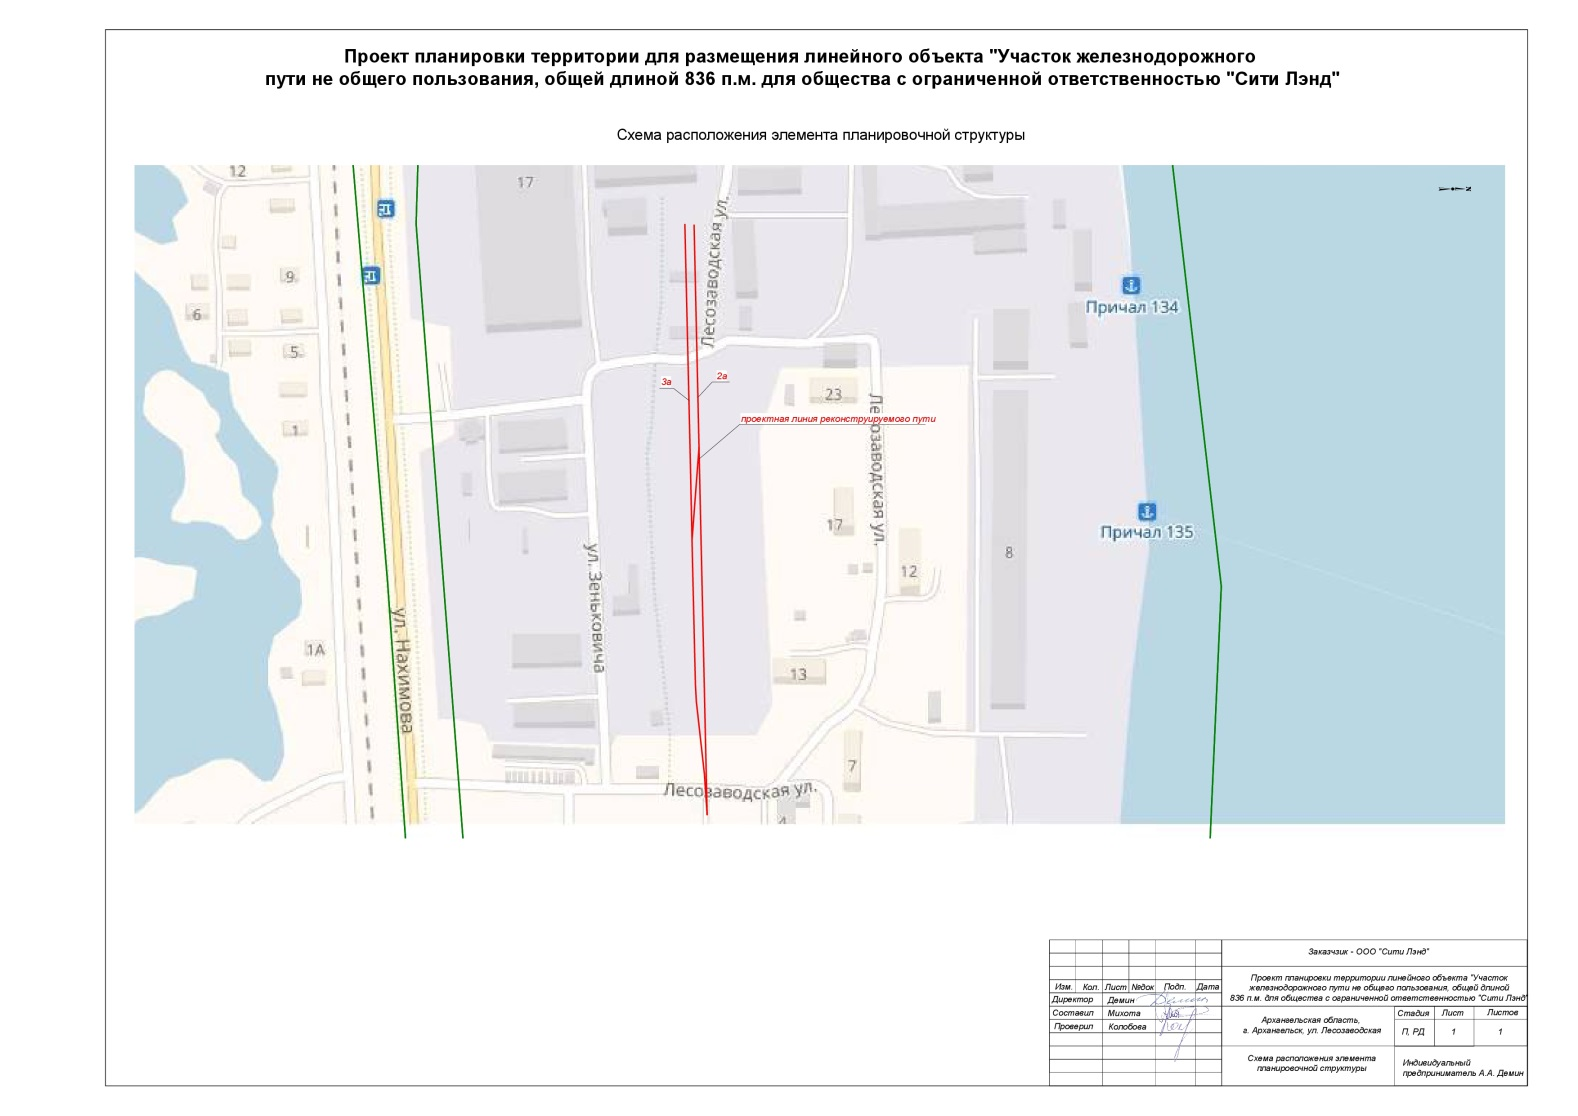 Проект планировки территории для размещения линейного объекта "Участок железнодорожного
пути не общего пользования, общей длиной 836 п.м. для общества с ограниченной ответственностью "Сити Лэнд"
Схема расположения элемента планировочной структуры
12
17
N
9
6
5
1
1А
ул. Нахимова
ул. Зеньковича
Лесозаводская ул.
3а
2а
проектная линия реконструируемого пути
23
Лесозаводская ул.
17
12
13
8
7
4
Лесозаводская ул.
Причал 134
Причал 135
Заказчзик - ООО "Сити Лэнд"
Проект планировки территории линейного объекта "Участок
железнодорожного пути не общего пользования, общей длиной
836 п.м. для общества с ограниченной ответственностью "Сити Лэнд"
Изм. Кол. Лист №док Подп. Дата
Директор Демин
Составил Михота
Проверил Колобова
Архангельская область,
г. Архангельск, ул. Лесозаводская
Стадия Лист Листов
П, РД 1 1
Схема расположения элемента
планировочной структуры
Индивидуальный
предприниматель А.А. Демин